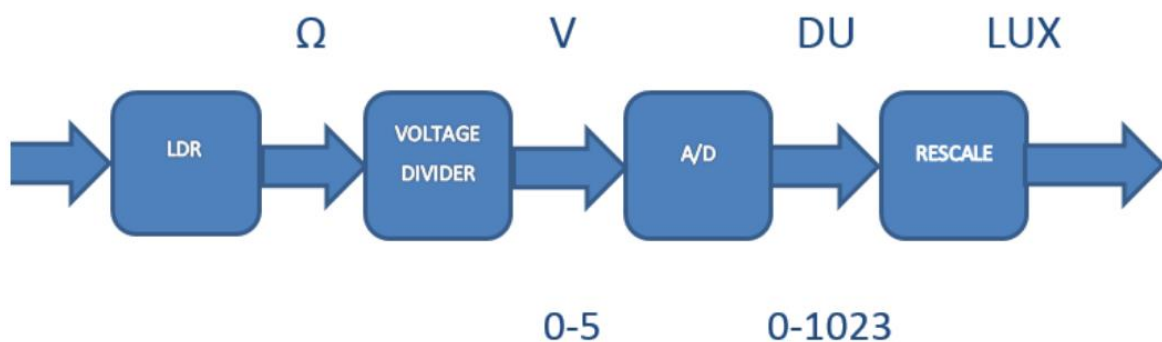 Ω V DU LUX
LDR
VOLTAGE
DIVIDER
A/D
RESCALE
0-5 0-1023